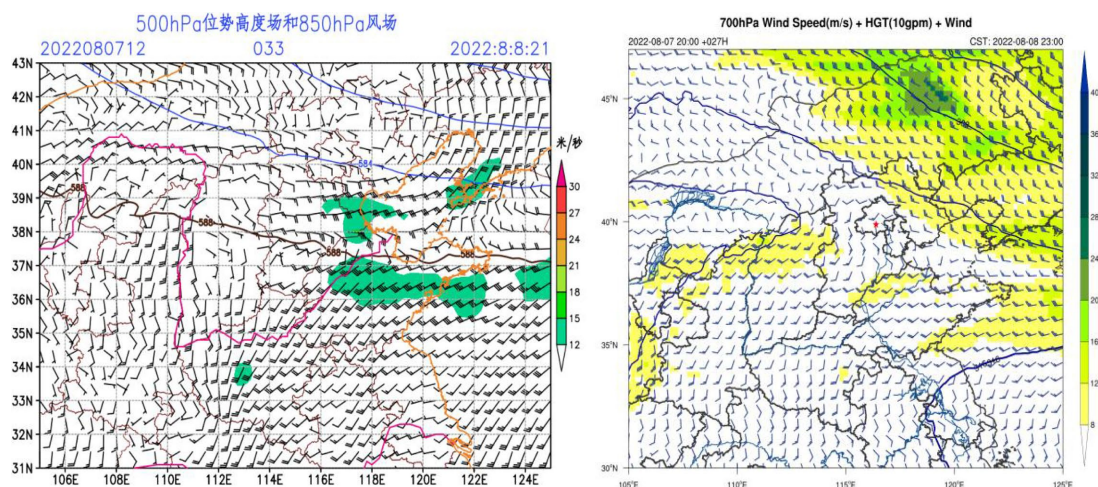 500hPa位势高度场和850hPa风场
2022080712 033 2022:8:8:21
43N
42N
41N
40N
39N
38N
37N
36N
35N
34N
33N
32N
31N
106E 108E 110E 112E 114E 116E 118E 120E 122E 124E
584
588
588
588
米/秒
30
27
24
21
18
15
12
700hPa Wind Speed(m/s) + HGT(10gpm) + Wind
2022-08-07 20:00 +027H CST: 2022-08-08 23:00
45°N
40°N
35°N
30°N
105°E 110°E 115°E 120°E 125°E
40
36
32
28
24
20
16
12
8